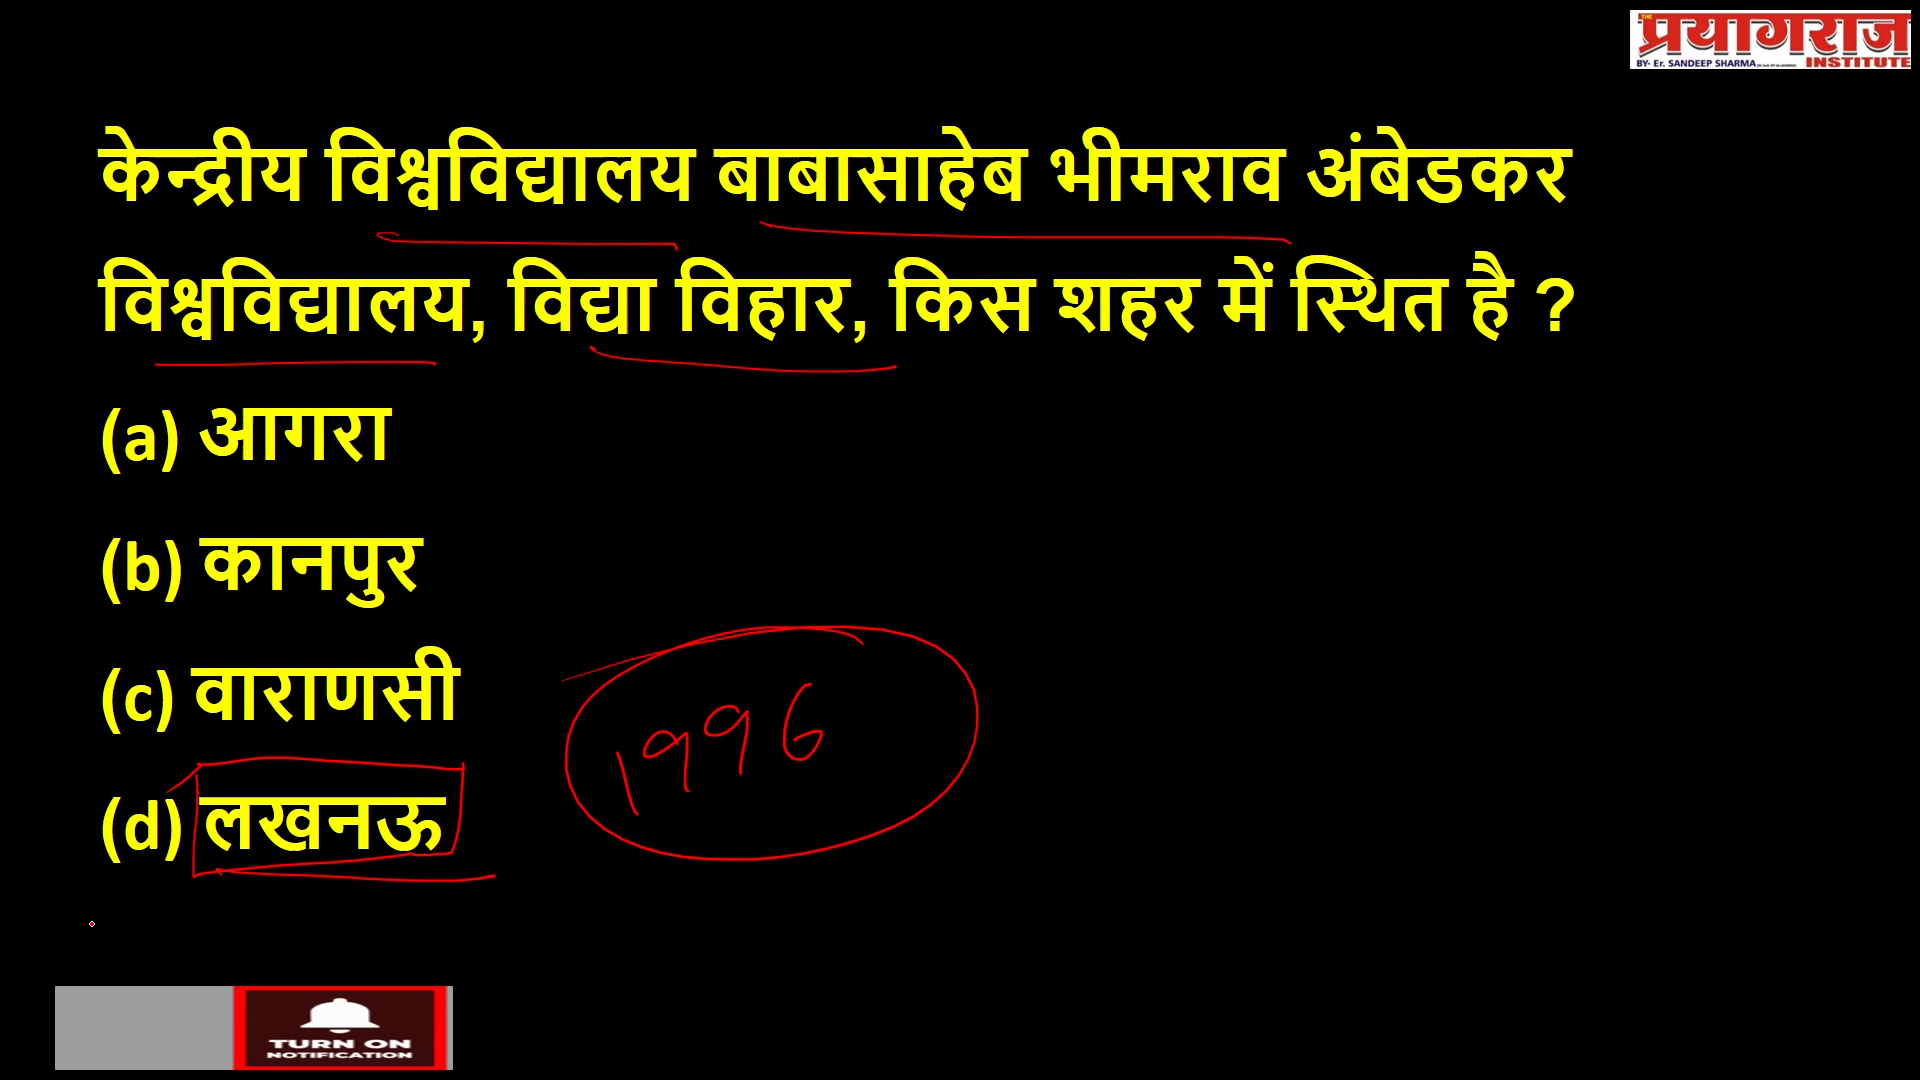 THE
प्रयागराज
BY- Er. SANDEEP SHARMA
INSTITUTE
केन्द्रीय विश्वविद्यालय बाबासाहेब भीमराव अंबेडकर
विश्वविद्यालय, विद्या विहार, किस शहर में स्थित है ?
(a) आगरा
(b) कानपुर
(c) वाराणसी
1996
(d) लखनऊ
TURN ON
NOTIFICATION